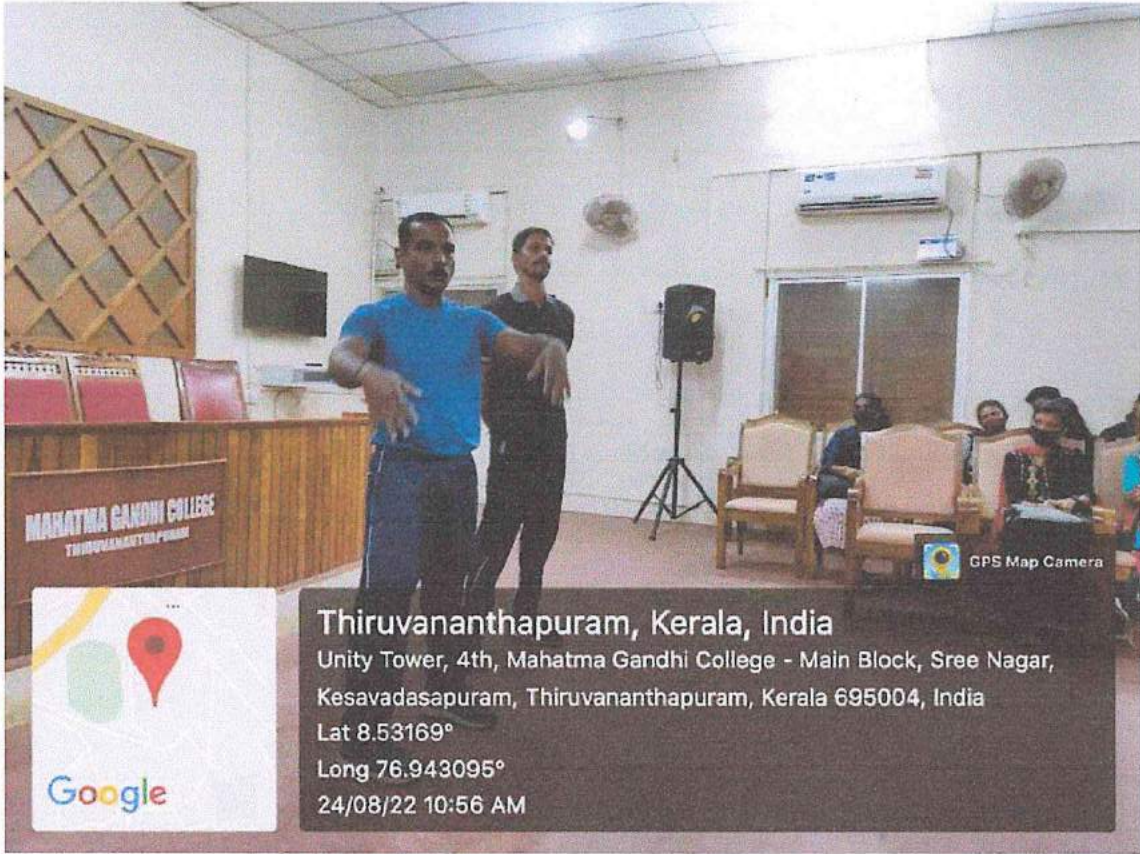 MAHATMA GANDHI COLLEGE
THIRUVANANTHAPURAM
GPS Map Camera
Thiruvananthapuram, Kerala, India
Unity Tower, 4th, Mahatma Gandhi College - Main Block, Sree Nagar,
Kesavadasapuram, Thiruvananthapuram, Kerala 695004, India
Lat 8.53169°
Long 76.943095°
24/08/22 10:56 AM
Google